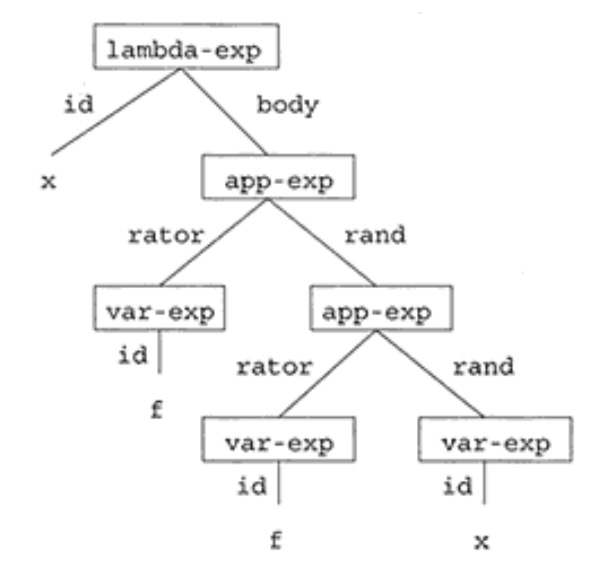 lambda-exp
id body
x
app-exp
rator rand
var-exp app-exp
id
rator rand
f
var-exp var-exp
id id
f x